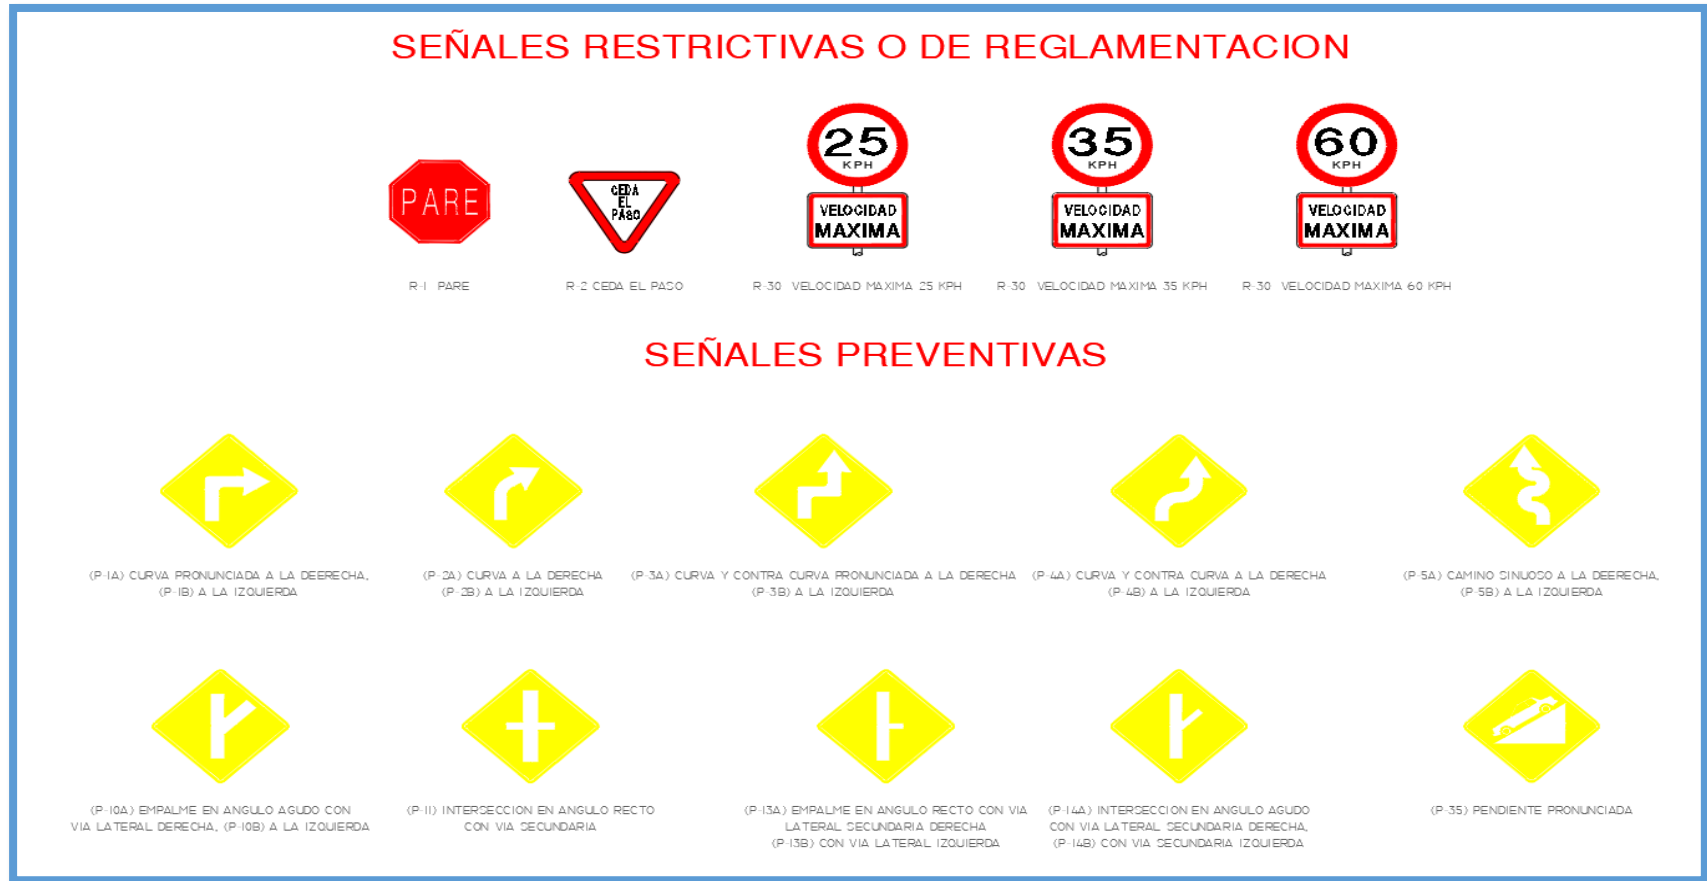 SEÑALES RESTRICTIVAS O DE REGLAMENTACION
PARE
CEDA
EL
PASO
25
KPH
VELOCIDAD
MAXIMA
35
KPH
VELOCIDAD
MAXIMA
60
KPH
VELOCIDAD
MAXIMA
R-1 PARE
R-2 CEDA EL PASO
R-30 VELOCIDAD MAXIMA 25 KPH
R-30 VELOCIDAD MAXIMA 35 KPH
R-30 VELOCIDAD MAXIMA 60 KPH
SEÑALES PREVENTIVAS
(P-1A) CURVA PRONUNCIADA A LA DEERECHA,
(P-1B) A LA IZQUIERDA
(P-2A) CURVA A LA DERECHA
(P-2B) A LA IZQUIERDA
(P-3A) CURVA Y CONTRA CURVA PRONUNCIADA A LA DERECHA
(P-3B) A LA IZQUIERDA
(P-4A) CURVA Y CONTRA CURVA A LA DERECHA
(P-4B) A LA IZQUIERDA
(P-5A) CAMINO SINUOSO A LA DEERECHA,
(P-5B) A LA IZQUIERDA
(P-10A) EMPALME EN ANGULO AGUDO CON
VIA LATERAL DERECHA, (P-10B) A LA IZQUIERDA
(P-11) INTERSECCION EN ANGULO RECTO
CON VIA SECUNDARIA
(P-13A) EMPALME EN ANGULO RECTO CON VIA
LATERAL SECUNDARIA DERECHA
(P-13B) CON VIA LATERAL IZQUIERDA
(P-14A) INTERSECCION EN ANGULO AGUDO
CON VIA LATERAL SECUNDARIA DERECHA,
(P-14B) CON VIA SECUNDARIA IZQUIERDA
(P-35) PENDIENTE PRONUNCIADA